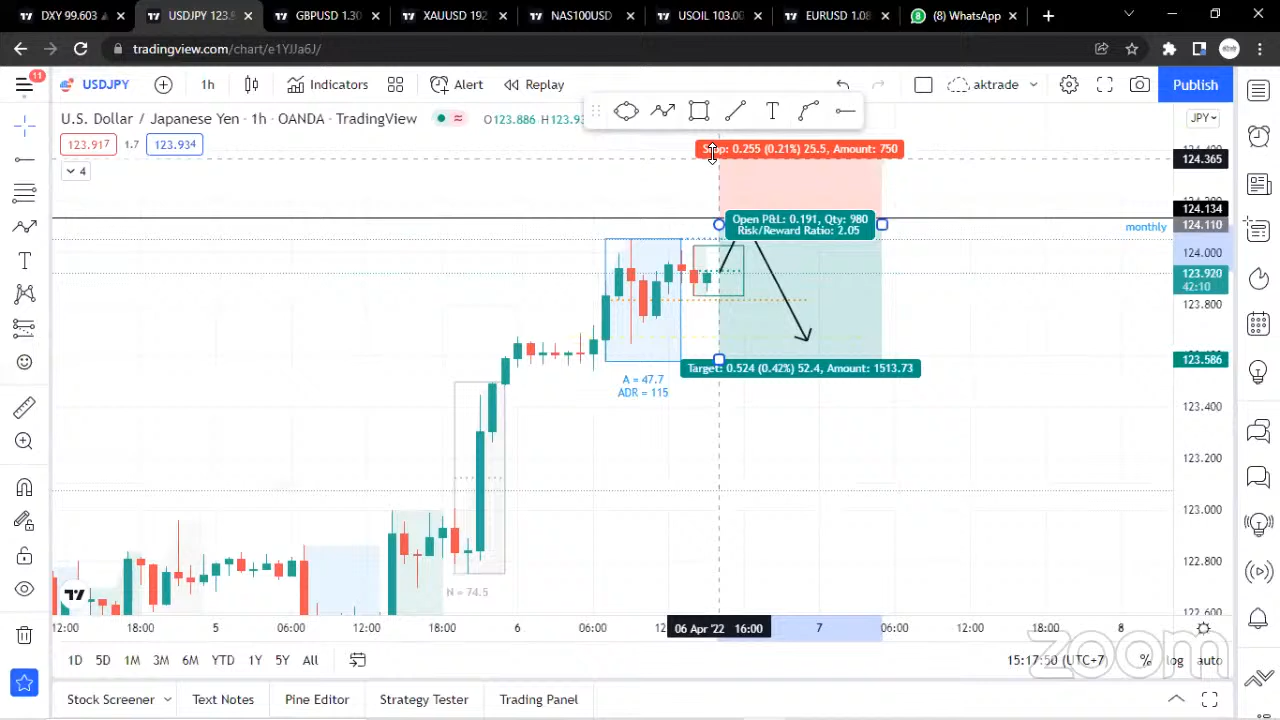 DXY 99.603
USDJPY 123.5
GBPUSD 1.30
XAUUSD 192
NAS100USD
USOIL 103.00
EURUSD 1.08
(8) WhatsApp
tradingview.com/chart/e1YJJa6J/
11
USDJPY
1h
Indicators
Alert
Replay
aktrade
Publish
U.S. Dollar / Japanese Yen · 1h · OANDA · TradingView
O123.886 H123.93
JPY
123.917
1.7
123.934
4
Stop: 0.255 (0.21%) 25.5, Amount: 750
124.365
124.134
124.110
monthly
Open P&L: 0.191, Qty: 980
Risk/Reward Ratio: 2.05
124.000
123.920
42:10
123.800
123.586
Target: 0.524 (0.42%) 52.4, Amount: 1513.73
A = 47.7
ADR = 115
123.400
123.200
123.000
122.800
N = 74.5
122.600
12:00
18:00
5
06:00
12:00
18:00
6
06:00
06 Apr '22 16:00
7
06:00
12:00
18:00
8
1D
5D
1M
3M
6M
YTD
1Y
5Y
All
15:17:50 (UTC+7)
%
log
auto
zoom
Stock Screener
Text Notes
Pine Editor
Strategy Tester
Trading Panel